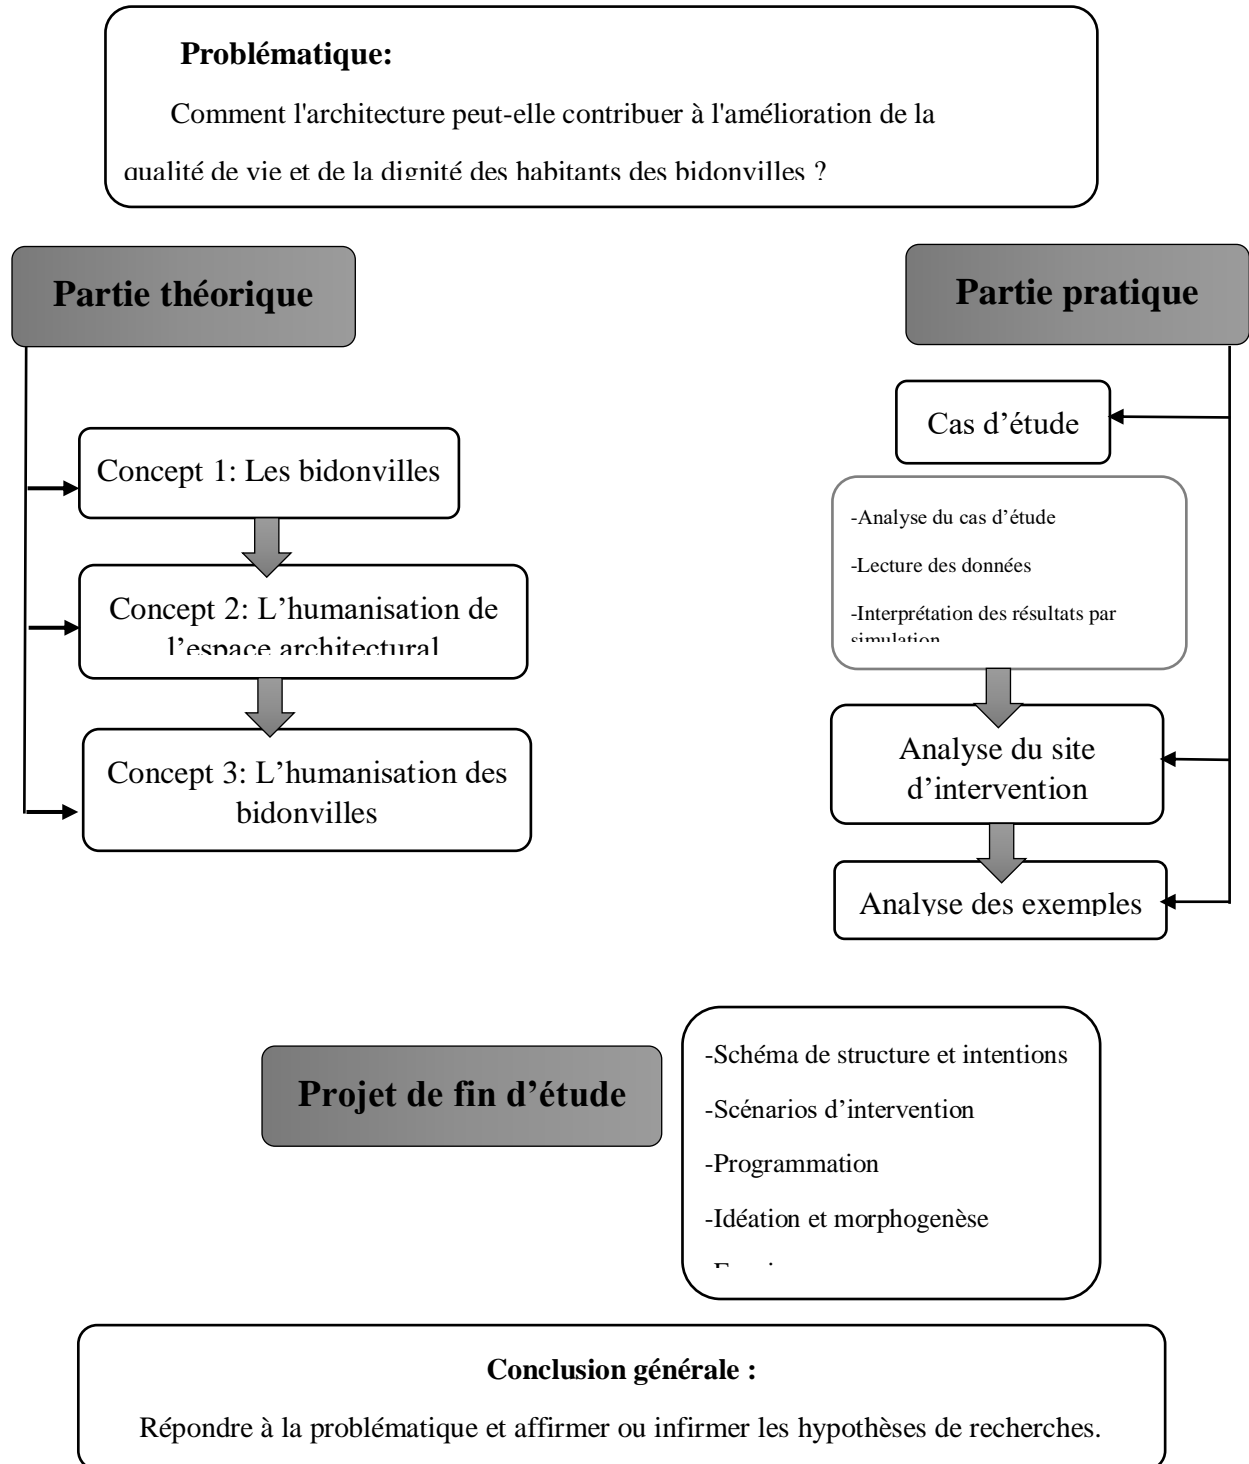 Problématique:
Comment l'architecture peut-elle contribuer à l'amélioration de la
qualité de vie et de la dignité des habitants des bidonvilles ?
Partie théorique
Concept 1: Les bidonvilles
Concept 2: L’humanisation de
l’espace architectural
Concept 3: L’humanisation des
bidonvilles
Partie pratique
Cas d’étude
-Analyse du cas d’étude
-Lecture des données
-Interprétation des résultats par
simulation
Analyse du site
d’intervention
Analyse des exemples
Projet de fin d’étude
-Schéma de structure et intentions
-Scénarios d’intervention
-Programmation
-Idéation et morphogenèse
Conclusion générale :
Répondre à la problématique et affirmer ou infirmer les hypothèses de recherches.